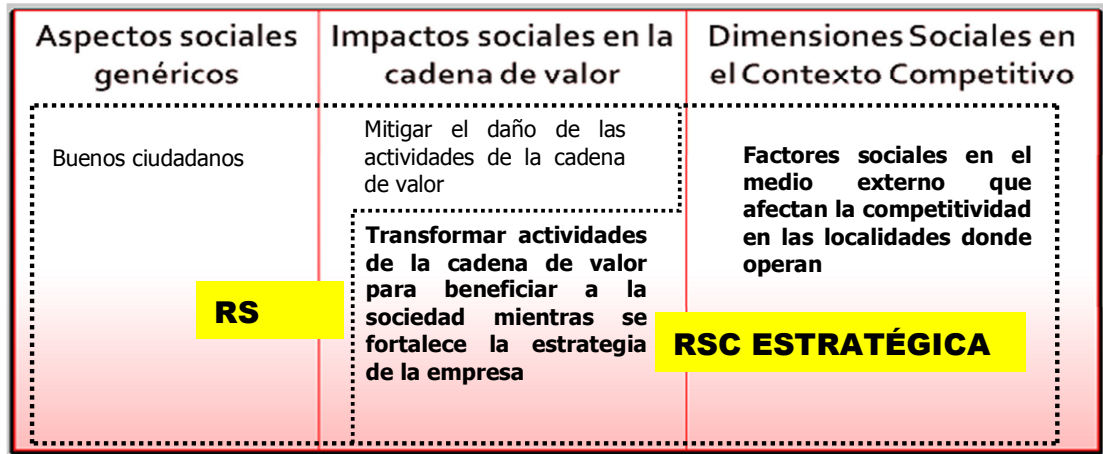 Aspectos sociales
genéricos
Impactos sociales en la
cadena de valor
Dimensiones Sociales en
el Contexto Competitivo
Buenos ciudadanos
Mitigar el daño de las
actividades de la cadena
de valor
Transformar actividades
de la cadena de valor
para beneficiar a la
sociedad mientras se
fortalece la estrategia
de la empresa
Factores sociales en el
medio externo que
afectan la competitividad
en las localidades donde
operan
RS
RSC ESTRATÉGICA